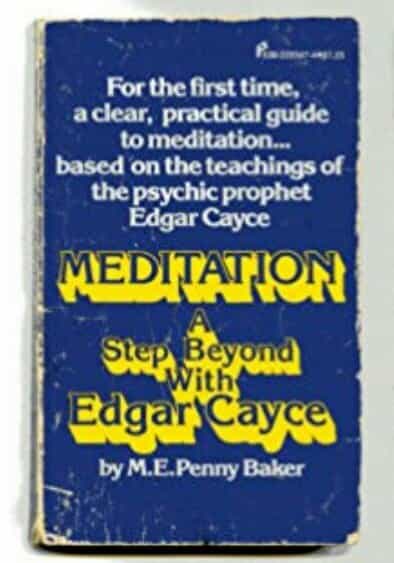 For the first time,
a clear, practical guide
to meditation...
based on the teachings of
the psychic prophet
Edgar Cayce
MEDITATION
A
Step Beyond
With
Edgar Cayce
by M.E. Penny Baker